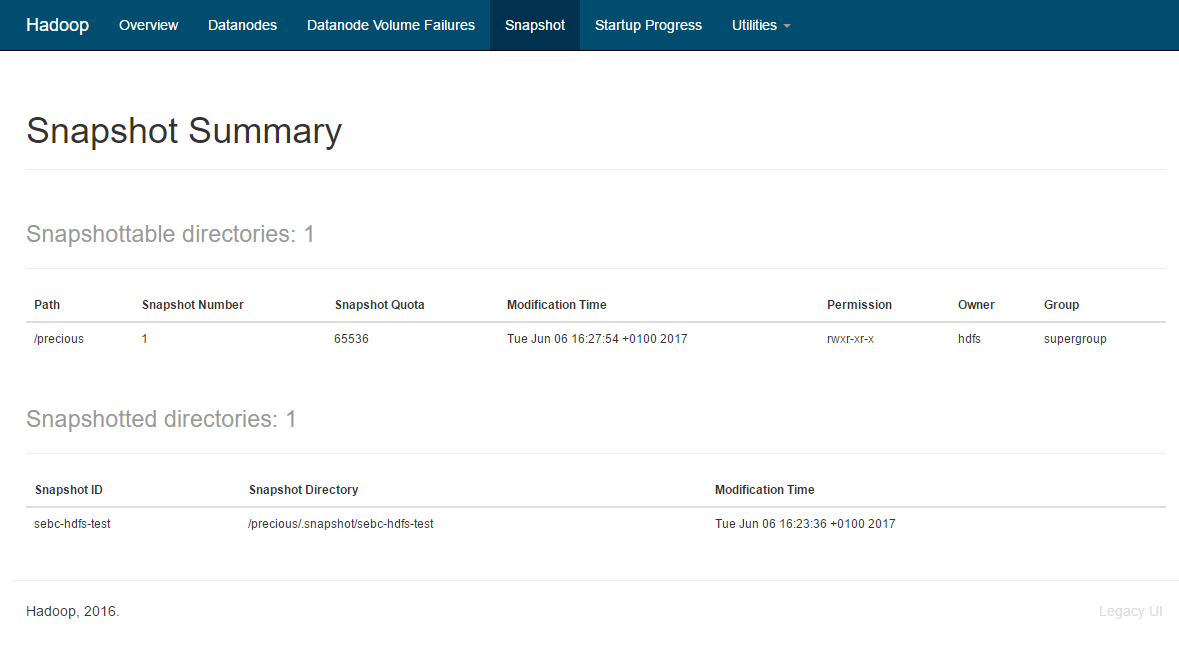 Hadoop Overview Datanodes Datanode Volume Failures Snapshot Startup Progress Utilities
Snapshot Summary
Snapshottable directories: 1
Path Snapshot Number Snapshot Quota Modification Time Permission Owner Group
/precious 1 65536 Tue Jun 06 16:27:54 +0100 2017 rwxr-xr-x hdfs supergroup
Snapshotted directories: 1
Snapshot ID Snapshot Directory Modification Time
sebc-hdfs-test /precious/.snapshot/sebc-hdfs-test Tue Jun 06 16:23:36 +0100 2017
Hadoop, 2016. Legacy UI